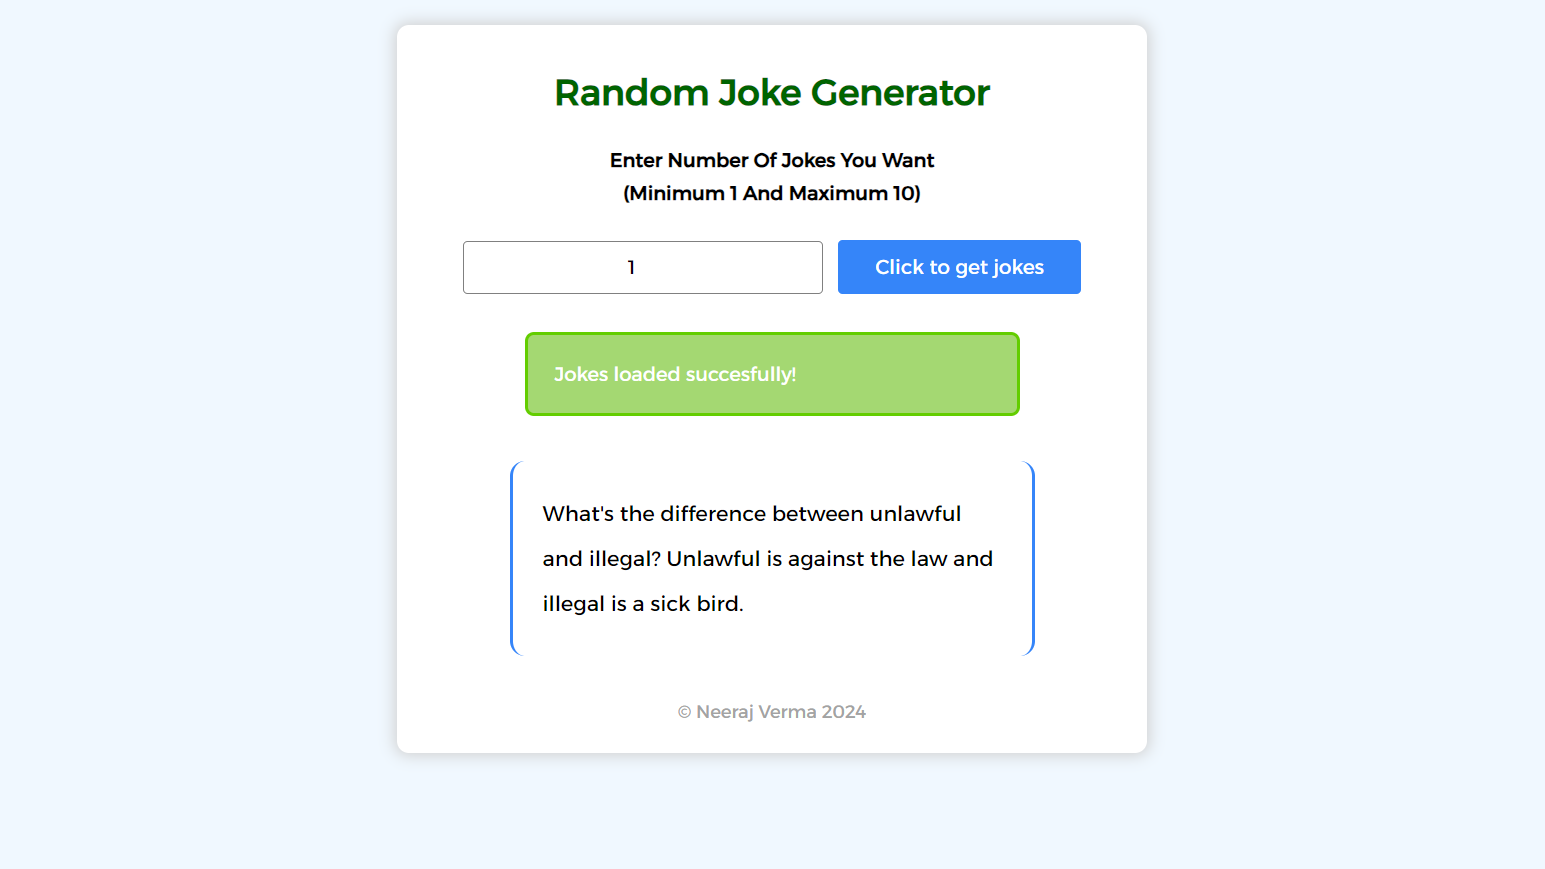 Random Joke Generator
Enter Number Of Jokes You Want
(Minimum 1 And Maximum 10)
1
Click to get jokes
Jokes loaded succesfully!
What's the difference between unlawful
and illegal? Unlawful is against the law and
illegal is a sick bird.
© Neeraj Verma 2024